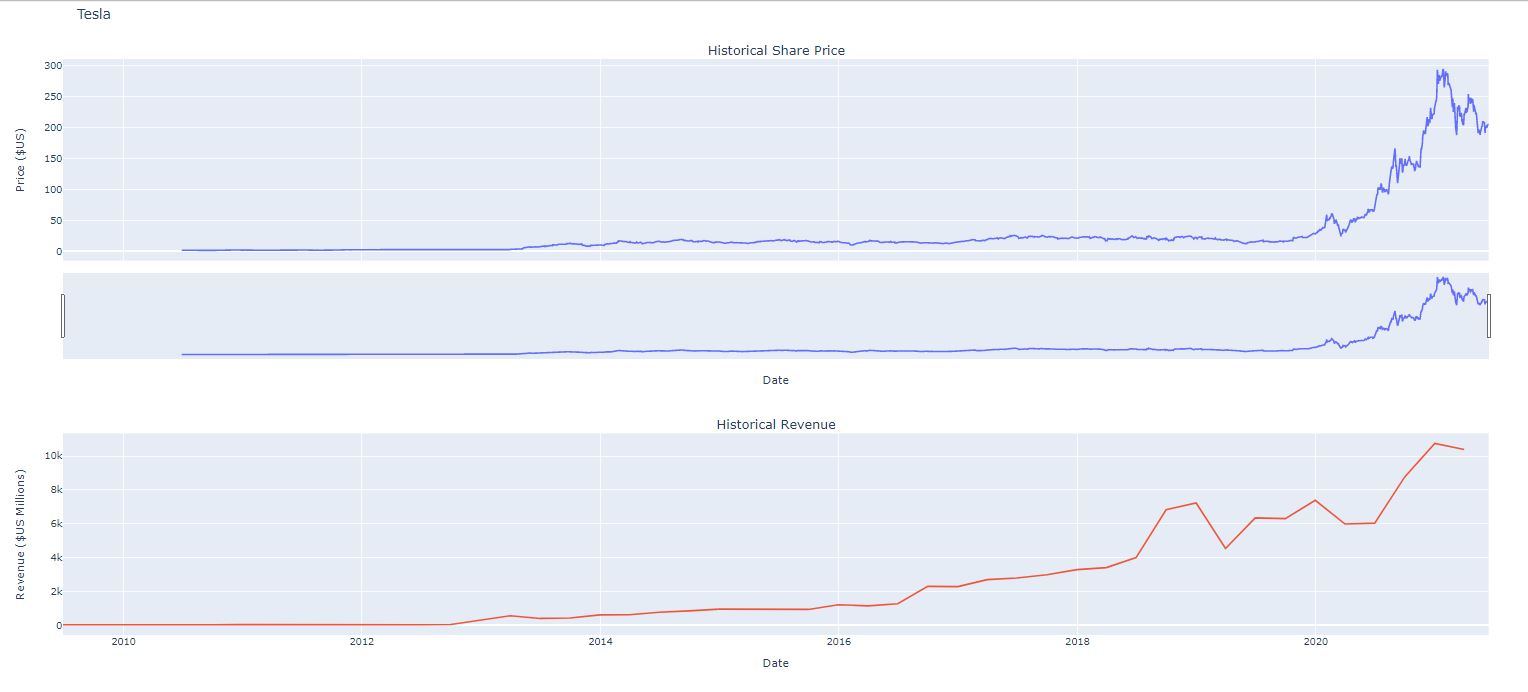 Tesla
Historical Share Price
Price ($US)
300
250
200
150
100
50
0
Date
Historical Revenue
Revenue ($US Millions)
10k
8k
6k
4k
2k
0
2010 2012 2014 2016 2018 2020
Date